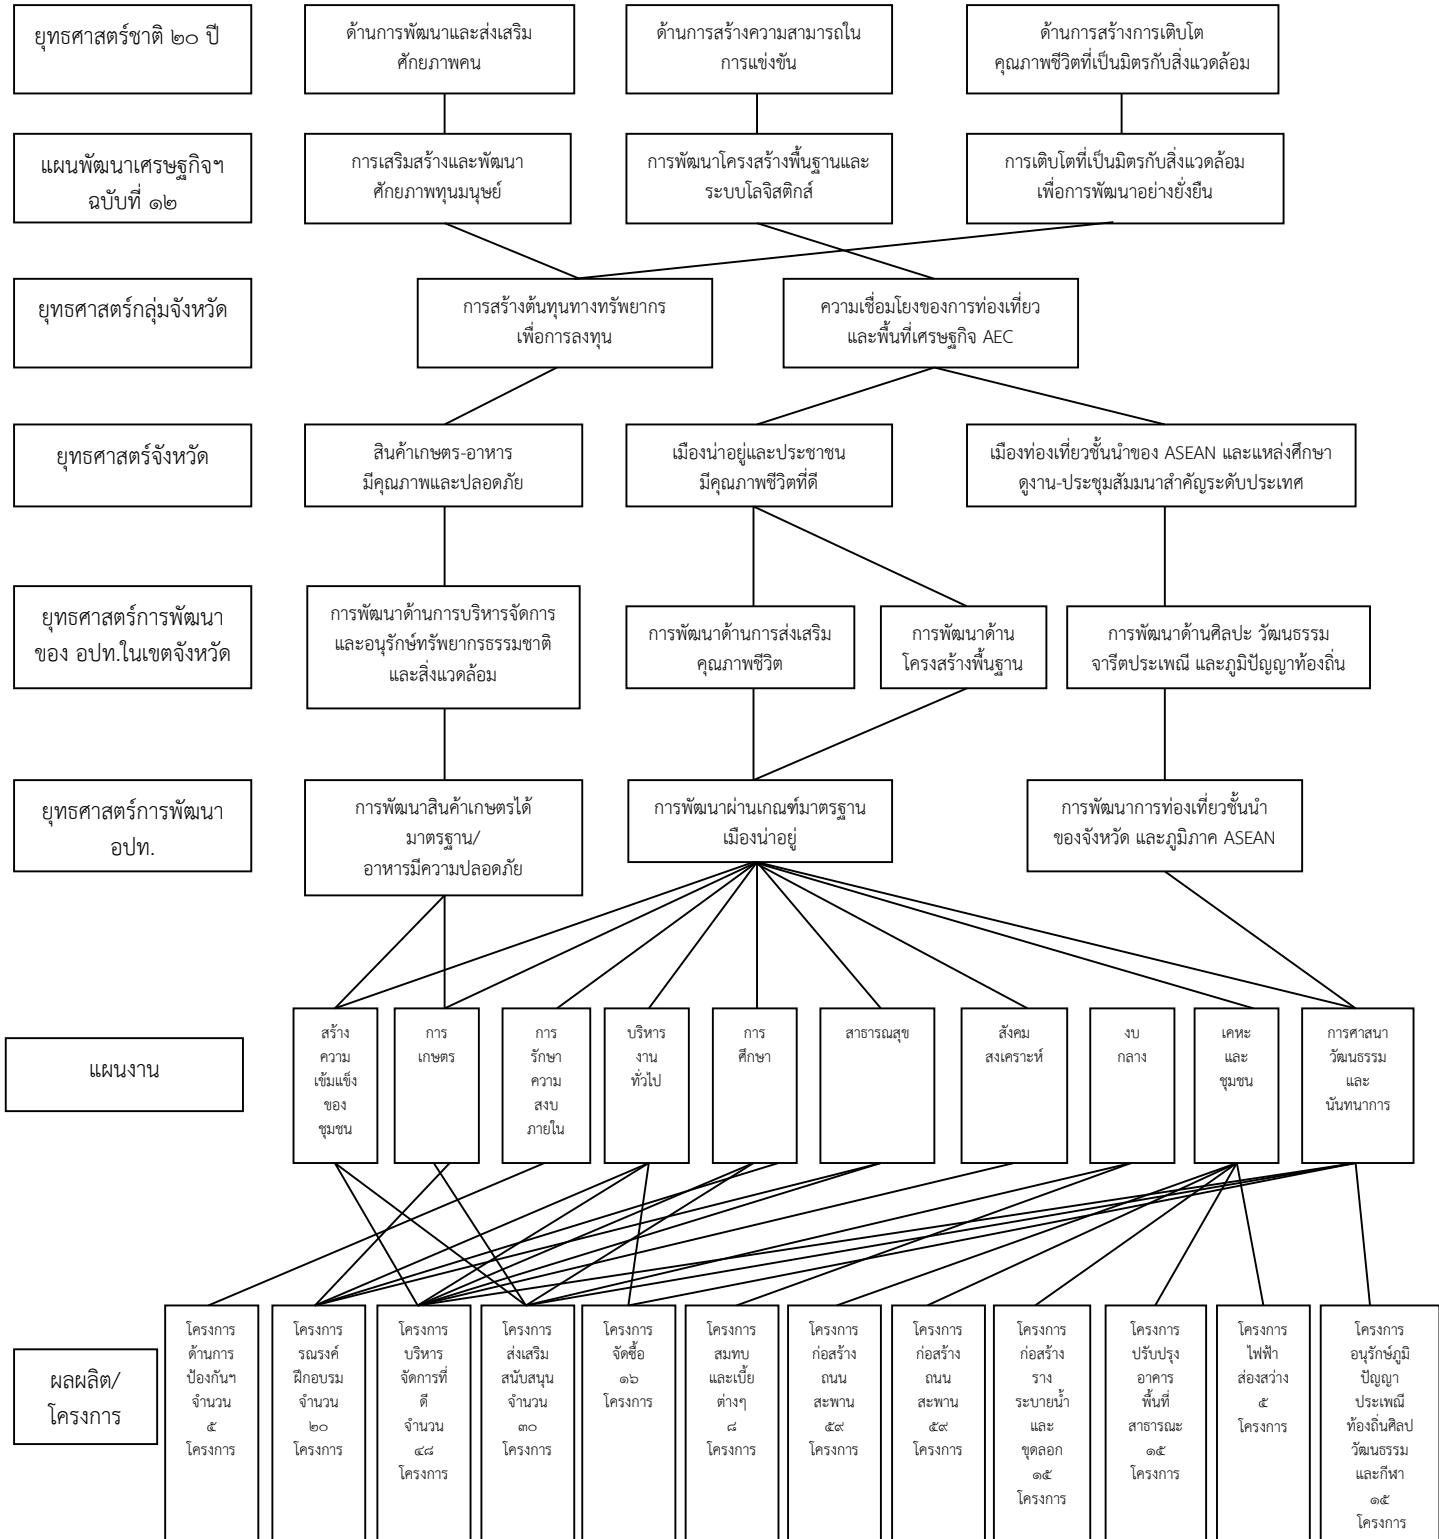 ยุทธศาสตร์ชาติ ๒๐ ปี
ด้านการพัฒนาและส่งเสริม
ศักยภาพคน
ด้านการสร้างความสามารถใน
การแข่งขัน
ด้านการสร้างการเติบโต
คุณภาพชีวิตที่เป็นมิตรกับสิ่งแวดล้อม
แผนพัฒนาเศรษฐกิจฯ
ฉบับที่ ๑๒
การเสริมสร้างและพัฒนา
ศักยภาพทุนมนุษย์
การพัฒนาโครงสร้างพื้นฐานและ
ระบบโลจิสติกส์
การเติบโตที่เป็นมิตรกับสิ่งแวดล้อม
เพื่อการพัฒนาอย่างยั่งยืน
ยุทธศาสตร์กลุ่มจังหวัด
การสร้างต้นทุนทางทรัพยากร
เพื่อการลงทุน
ความเชื่อมโยงของการท่องเที่ยว
และพื้นที่เศรษฐกิจ AEC
ยุทธศาสตร์จังหวัด
สินค้าเกษตร-อาหาร
มีคุณภาพและปลอดภัย
เมืองน่าอยู่และประชาชน
มีคุณภาพชีวิตที่ดี
เมืองท่องเที่ยวชั้นนำของ ASEAN และแหล่งศึกษา
ดูงาน-ประชุมสัมมนาสำคัญระดับประเทศ
ยุทธศาสตร์การพัฒนา
ของ อปท.ในเขตจังหวัด
การพัฒนาด้านการบริหารจัดการ
และอนุรักษ์ทรัพยากรธรรมชาติ
และสิ่งแวดล้อม
การพัฒนาด้านการส่งเสริม
คุณภาพชีวิต
การพัฒนาด้าน
โครงสร้างพื้นฐาน
การพัฒนาด้านศิลปะ วัฒนธรรม
จารีตประเพณี และภูมิปัญญาท้องถิ่น
ยุทธศาสตร์การพัฒนา
อปท.
การพัฒนาสินค้าเกษตรได้
มาตรฐาน/
อาหารมีความปลอดภัย
การพัฒนาผ่านเกณฑ์มาตรฐาน
เมืองน่าอยู่
การพัฒนาการท่องเที่ยวชั้นนำ
ของจังหวัด และภูมิภาค ASEAN
แผนงาน
สร้าง
ความ
เข้มแข็ง
ของ
ชุมชน
การ
เกษตร
การ
รักษา
ความ
สงบ
ภายใน
บริหาร
งาน
ทั่วไป
การ
ศึกษา
สาธารณสุข
สังคม
สงเคราะห์
งบ
กลาง
เคหะ
และ
ชุมชน
การศาสนา
วัฒนธรรม
และ
นันทนาการ
ผลผลิต/
โครงการ
โครงการ
ด้านการ
ป้องกันฯ
จำนวน
๕
โครงการ
โครงการ
รณรงค์
ฝึกอบรม
จำนวน
๒๐
โครงการ
โครงการ
บริหาร
จัดการที่
ดี
จำนวน
๔๘
โครงการ
โครงการ
ส่งเสริม
สนับสนุน
จำนวน
๓๐
โครงการ
โครงการ
จัดซื้อ
๑๖
โครงการ
โครงการ
สมทบ
และเบี้ย
ต่างๆ
๘
โครงการ
โครงการ
ก่อสร้าง
ถนน
สะพาน
๕๙
โครงการ
โครงการ
ก่อสร้าง
ถนน
สะพาน
๕๙
โครงการ
โครงการ
ก่อสร้าง
ราง
ระบายน้ำ
และ
ขุดลอก
๑๕
โครงการ
โครงการ
ปรับปรุง
อาคาร
พื้นที่
สาธารณะ
๑๕
โครงการ
โครงการ
ไฟฟ้า
ส่องสว่าง
๕
โครงการ
โครงการ
อนุรักษ์ภูมิ
ปัญญา
ประเพณี
ท้องถิ่นศิลป
วัฒนธรรม
และกีฬา
๑๕
โครงการ